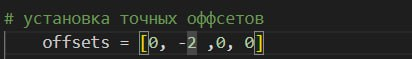 # установка точных оффсетов
offsets = [0, -2 ,0, 0]